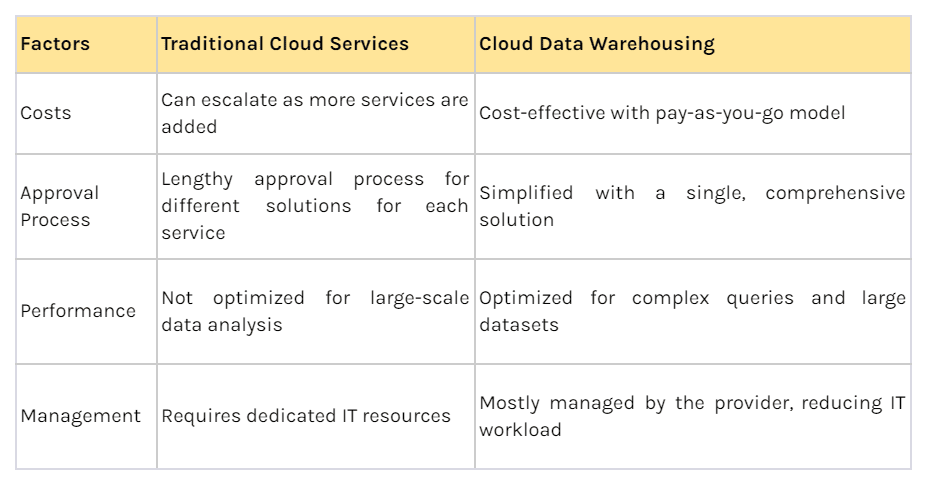 Factors
Traditional Cloud Services
Cloud Data Warehousing
Costs
Can escalate as more services are
added
Cost-effective with pay-as-you-go model
Approval
Process
Lengthy approval process for
different solutions for each
service
Simplified with a single, comprehensive
solution
Performance
Not optimized for large-scale
data analysis
Optimized for complex queries and large
datasets
Management
Requires dedicated IT resources
Mostly managed by the provider, reducing IT
workload